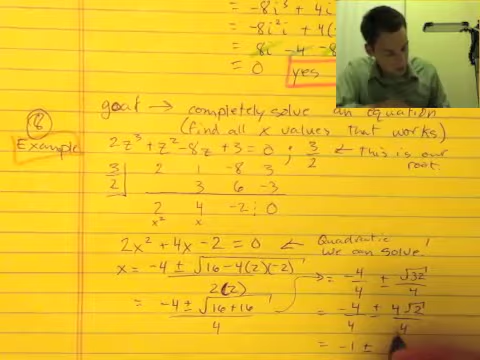 = -8i³ + 4i
= -8i²i + 4(
= 8i - 4 - 8
= 0 yes
⑧ goal → completely solve an equation
(find all x values that works)
Example 2z³ + z² - 8z + 3 = 0 ; 3/2 ← This is our root.
3/2 | 2 1 -8 3
3 6 -3
2 4 -2 ¦ 0
x² x
2x² + 4x - 2 = 0 ← Quadratic we can solve!
x = -4 ± √16 - 4(2)(-2) / 2(2)
= -4 ± √16 + 16 / 4
→ = -4/4 ± √32/4
= -4/4 ± 4√2/4
= -1 ±